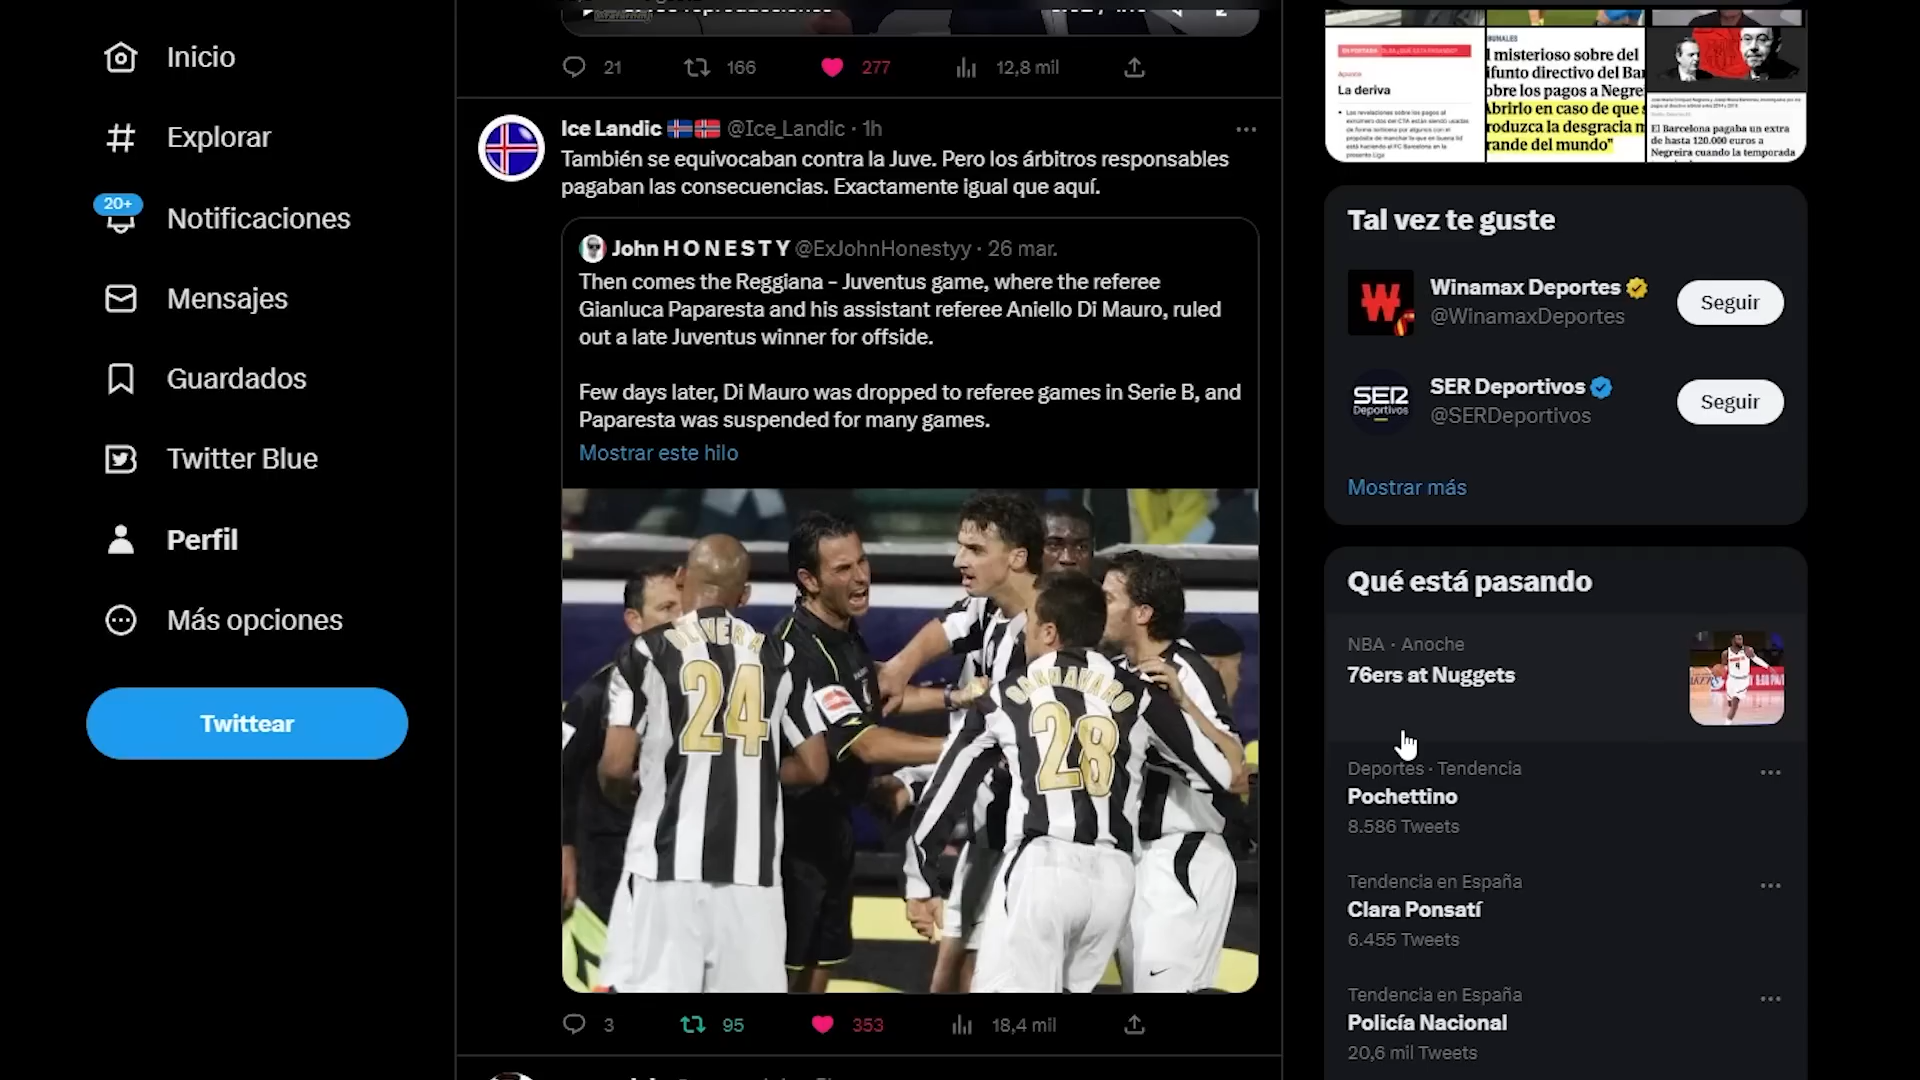 Inicio
Explorar
20+
Notificaciones
Mensajes
Guardados
Twitter Blue
Perfil
Más opciones
Twittear
21
166
277
12,8 mil
Ice Landic @Ice_Landic · 1h
También se equivocaban contra la Juve. Pero los árbitros responsables
pagaban las consecuencias. Exactamente igual que aquí.
John H O N E S T Y @ExJohnHonestyy · 26 mar.
Then comes the Reggiana - Juventus game, where the referee
Gianluca Paparesta and his assistant referee Aniello Di Mauro, ruled
out a late Juventus winner for offside.
Few days later, Di Mauro was dropped to referee games in Serie B, and
Paparesta was suspended for many games.
Mostrar este hilo
OLIVERA
24
CANNAVARO
28
3
95
353
18,4 mil
La deriva
l misterioso sobre del
ifunto directivo del Bar
obre los pagos a Negre
Abrirlo en caso de que s
roduzca la desgracia m
rande del mundo"
El Barcelona pagaba un extra
de hasta 120.000 euros a
Negreira cuando la temporada
Tal vez te guste
W
Winamax Deportes
@WinamaxDeportes
Seguir
SER
Deportivos
SER Deportivos
@SERDeportivos
Seguir
Mostrar más
Qué está pasando
NBA · Anoche
76ers at Nuggets
Deportes · Tendencia
Pochettino
8.586 Tweets
Tendencia en España
Clara Ponsatí
6.455 Tweets
Tendencia en España
Policía Nacional
20,6 mil Tweets